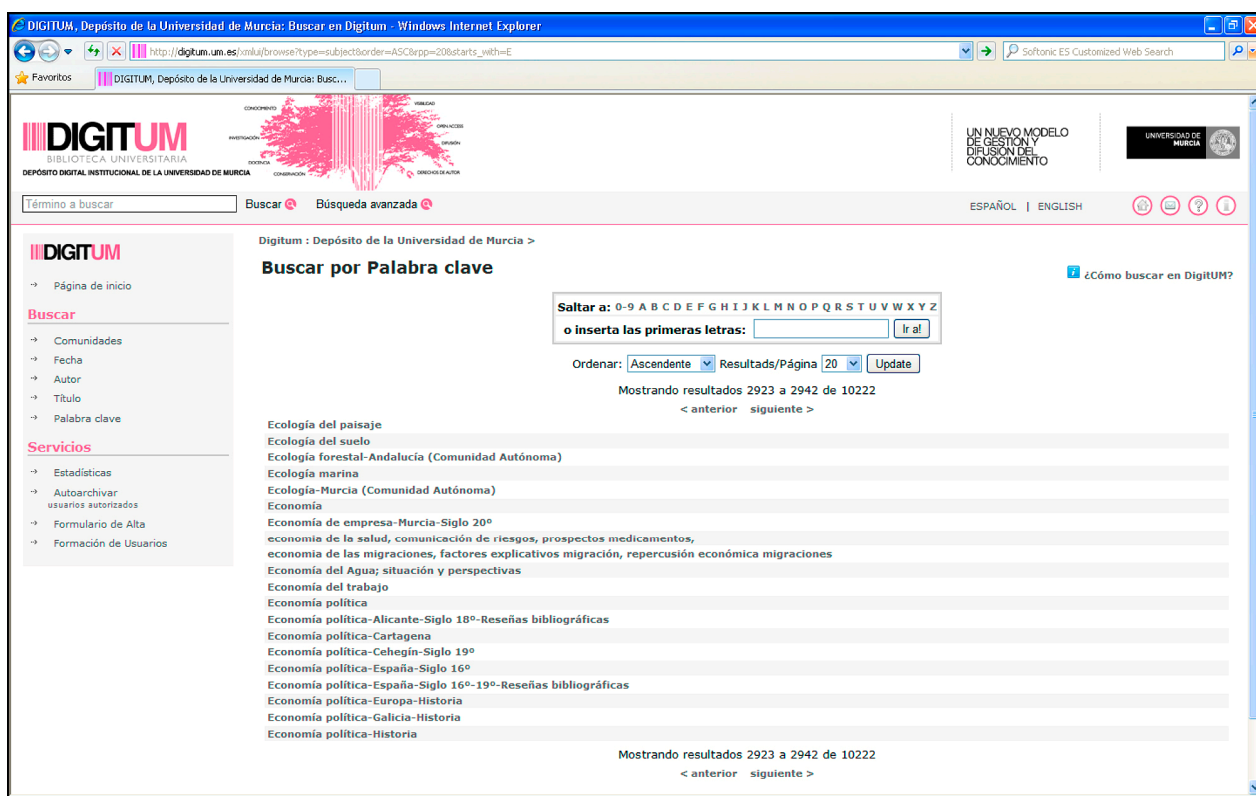 DIGITUM, Depósito de la Universidad de Murcia: Buscar en Digitum - Windows Internet Explorer
http://digitum.um.es/xmlui/browse?type=subject&order=ASC&rpp=20&starts_with=E
Softonic ES Customized Web Search
Favoritos
DIGITUM, Depósito de la Universidad de Murcia: Busc...
DIGITUM
BIBLIOTECA UNIVERSITARIA
DEPÓSITO DIGITAL INSTITUCIONAL DE LA UNIVERSIDAD DE MURCIA
CONOCIMIENTO
VISIBILIDAD
OPEN ACCESS
INVESTIGACIÓN
DIFUSIÓN
DOCENCIA
CONSERVACIÓN
DERECHOS DE AUTOR
UN NUEVO MODELO
DE GESTIÓN Y
DIFUSIÓN DEL
CONOCIMIENTO
UNIVERSIDAD DE
MURCIA
Término a buscar
Buscar
Búsqueda avanzada
ESPAÑOL | ENGLISH
DIGITUM
Página de inicio
Buscar
Comunidades
Fecha
Autor
Título
Palabra clave
Servicios
Estadísticas
Autoarchivar
usuarios autorizados
Formulario de Alta
Formación de Usuarios
Digitum : Depósito de la Universidad de Murcia >
Buscar por Palabra clave
¿Cómo buscar en DigitUM?
Saltar a: 0-9 A B C D E F G H I J K L M N O P Q R S T U V W X Y Z
o inserta las primeras letras: Ir a!
Ordenar: Ascendente Resultads/Página 20 Update
Mostrando resultados 2923 a 2942 de 10222
< anterior siguiente >
Ecología del paisaje
Ecología del suelo
Ecología forestal-Andalucía (Comunidad Autónoma)
Ecología marina
Ecología-Murcia (Comunidad Autónoma)
Economía
Economía de empresa-Murcia-Siglo 20º
economia de la salud, comunicación de riesgos, prospectos medicamentos,
economia de las migraciones, factores explicativos migración, repercusión económica migraciones
Economía del Agua; situación y perspectivas
Economía del trabajo
Economía política
Economía política-Alicante-Siglo 18º-Reseñas bibliográficas
Economía política-Cartagena
Economía política-Cehegín-Siglo 19º
Economía política-España-Siglo 16º
Economía política-España-Siglo 16º-19º-Reseñas bibliográficas
Economía política-Europa-Historia
Economía política-Galicia-Historia
Economía política-Historia
Mostrando resultados 2923 a 2942 de 10222
< anterior siguiente >